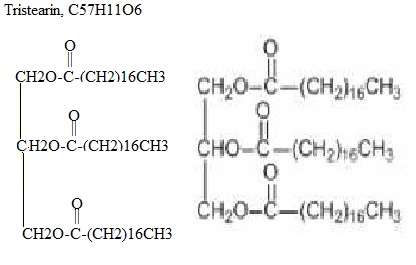 Tristearin, C57H11O6
O
CH2O-C-(CH2)16CH3
O
CH2O-C-(CH2)16CH3
O
CH2O-C-(CH2)16CH3
O
CH₂O-C-(CH₂)₁₆CH₃
O
CHO-C-(CH₂)₁₆CH₃
O
CH₂O-C-(CH₂)₁₆CH₃